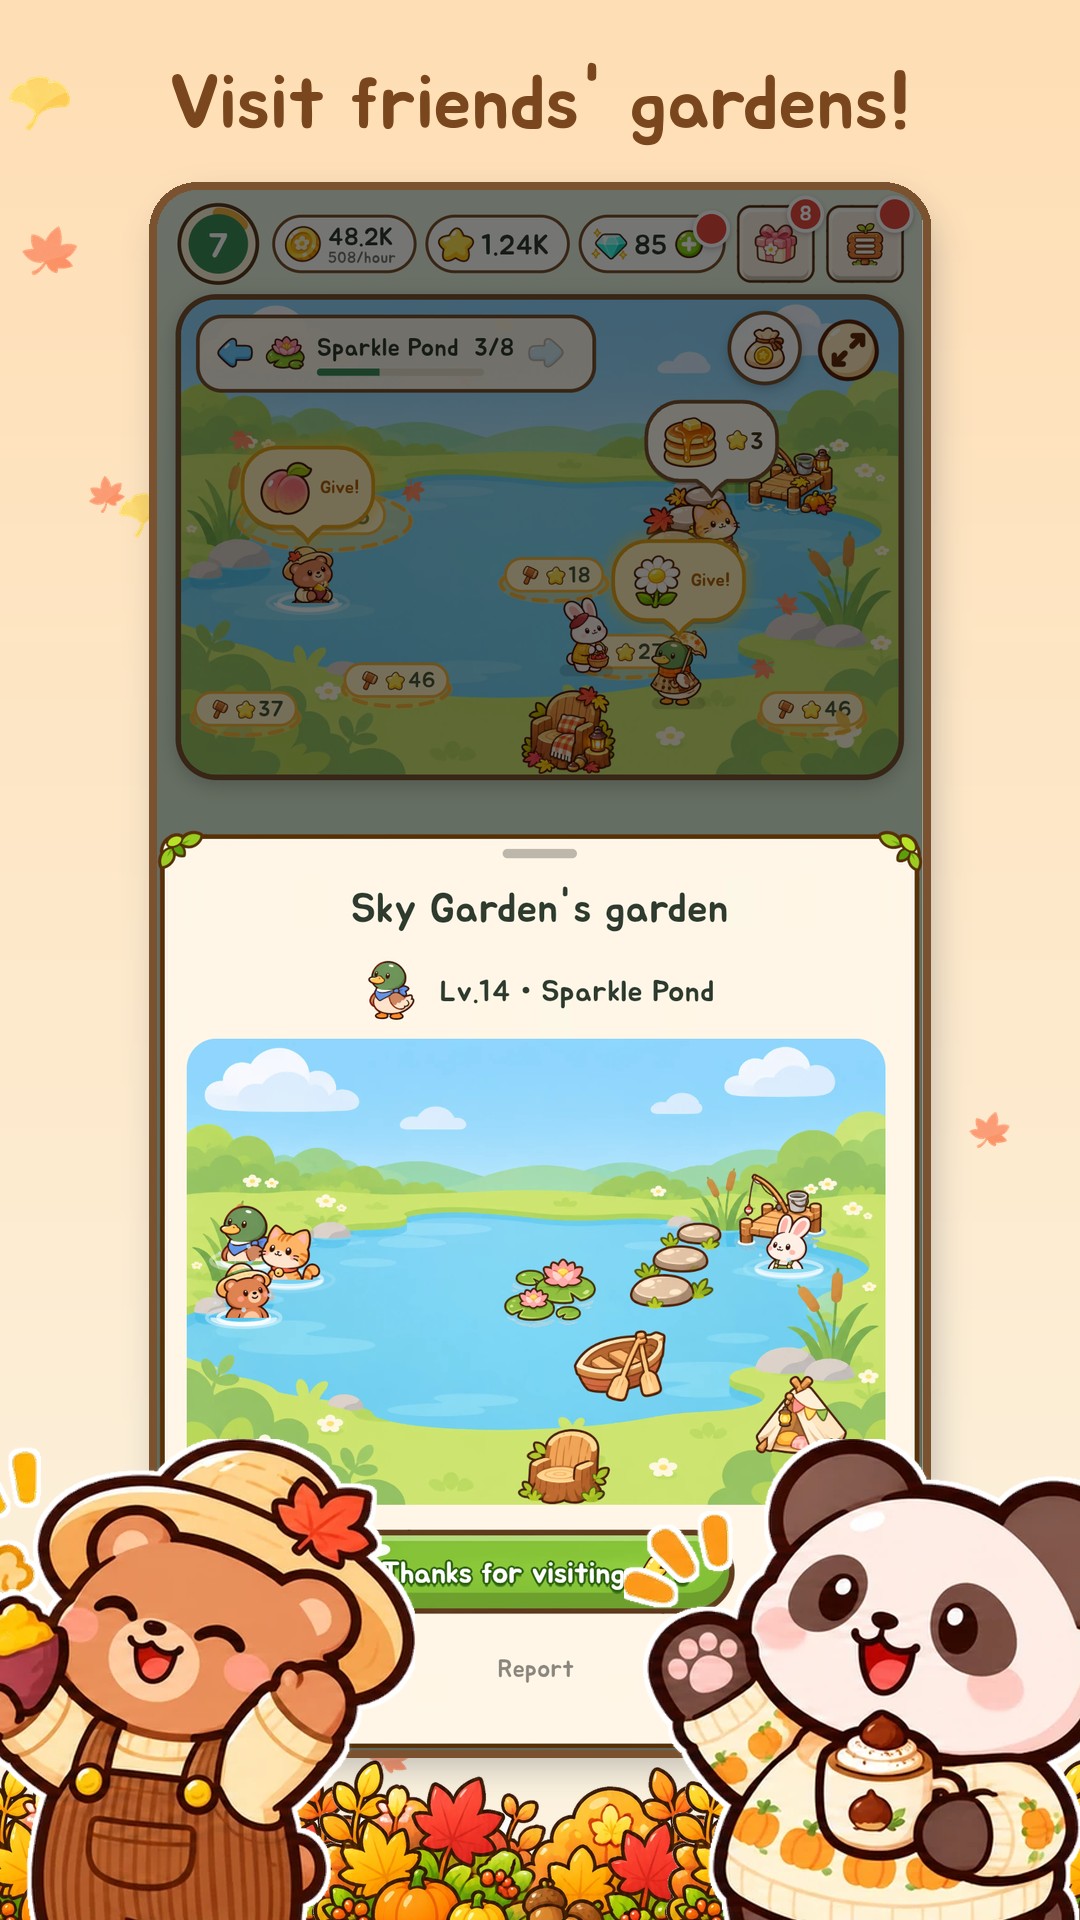 Visit friends' gardens!
7
48.2K
508/hour
1.24K
85
8
Sparkle Pond 3/8
3
Give!
18
Give!
27
46
37
46
Sky Garden's garden
Lv.14 • Sparkle Pond
Thanks for visiting
Report